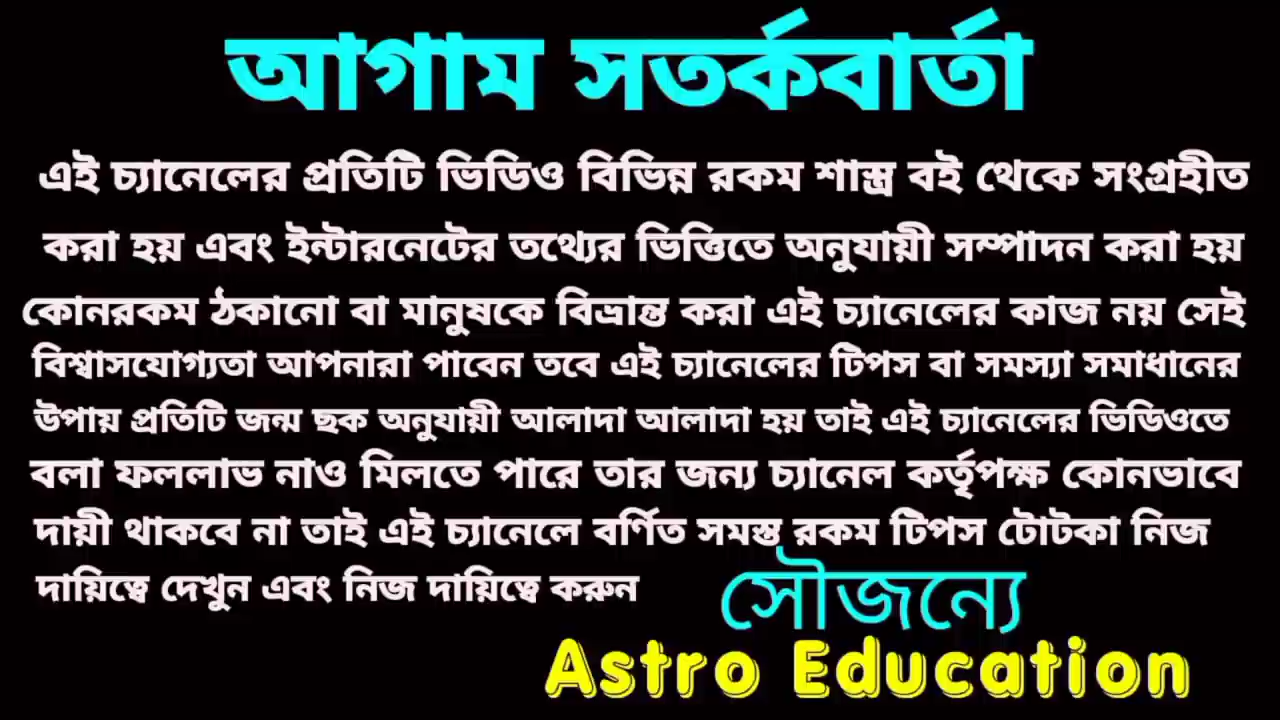 আগাম সতর্কবার্তা
এই চ্যানেলের প্রতিটি ভিডিও বিভিন্ন রকম শাস্ত্র বই থেকে সংগ্রহীত
করা হয় এবং ইন্টারনেটের তথ্যের ভিত্তিতে অনুযায়ী সম্পাদন করা হয়
কোনরকম ঠকানো বা মানুষকে বিভ্রান্ত করা এই চ্যানেলের কাজ নয় সেই
বিশ্বাসযোগ্যতা আপনারা পাবেন তবে এই চ্যানেলের টিপস বা সমস্যা সমাধানের
উপায় প্রতিটি জন্ম ছক অনুযায়ী আলাদা আলাদা হয় তাই এই চ্যানেলের ভিডিওতে
বলা ফললাভ নাও মিলতে পারে তার জন্য চ্যানেল কর্তৃপক্ষ কোনভাবে
দায়ী থাকবে না তাই এই চ্যানেলে বর্ণিত সমস্ত রকম টিপস টোটকা নিজ
দায়িত্বে দেখুন এবং নিজ দায়িত্বে করুন
সৌজন্যে
Astro Education